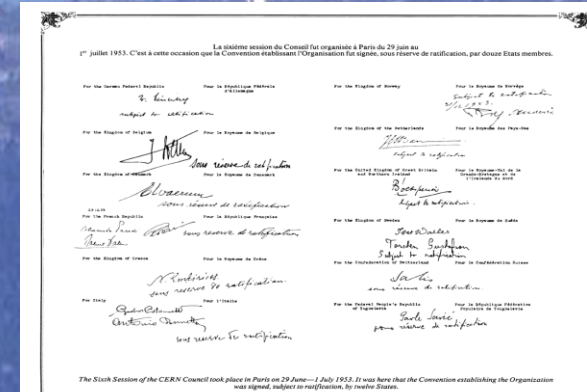 La sixième session du Conseil fut organisée à Paris du 29 juin au
1er juillet 1953. C'est à cette occasion que la Convention établissant l'Organisation fut signée, sous réserve de ratification, par douze Etats membres.
For the German Federal Republic Pour la République Fédérale
d'Allemagne
subject to ratification
For the Kingdom of Belgium Pour le Royaume de Belgique
sous réserve de ratification
For the Kingdom of Denmark Pour le Royaume de Danemark
sous réserve de ratification
For the French Republic Pour la République Française
sous réserve de ratification
For the Kingdom of Greece Pour le Royaume de Grèce
sous reserve de ratification.
For Italy Pour l'Italie
Antonio
sous reserve de ratification
For the Kingdom of Norway Pour le Royaume de Norvège
subject to ratification
For the Kingdom of the Netherlands Pour le Royaume des Pays-Bas
subject to ratification
For the United Kingdom of Great Britain Pour le Royaume-Uni de la
and Northern Ireland Grande-Bretagne et de
l'Irlande du Nord
subject to ratification
For the Kingdom of Sweden Pour le Royaume de Suède
Torsten Gustafson
Subject to ratification
For the Confederation of Switzerland Pour la Confédération Suisse
sous réserve de ratification.
For the Federal People's Republic Pour la République Fédérative
of Yugoslavia Populaire de Yougoslavie
Pavle Savić
sous réserve de ratification
The Sixth Session of the CERN Council took place in Paris on 29 June—1 July 1953. It was here that the Convention establishing the Organization
was signed, subject to ratification, by twelve States.